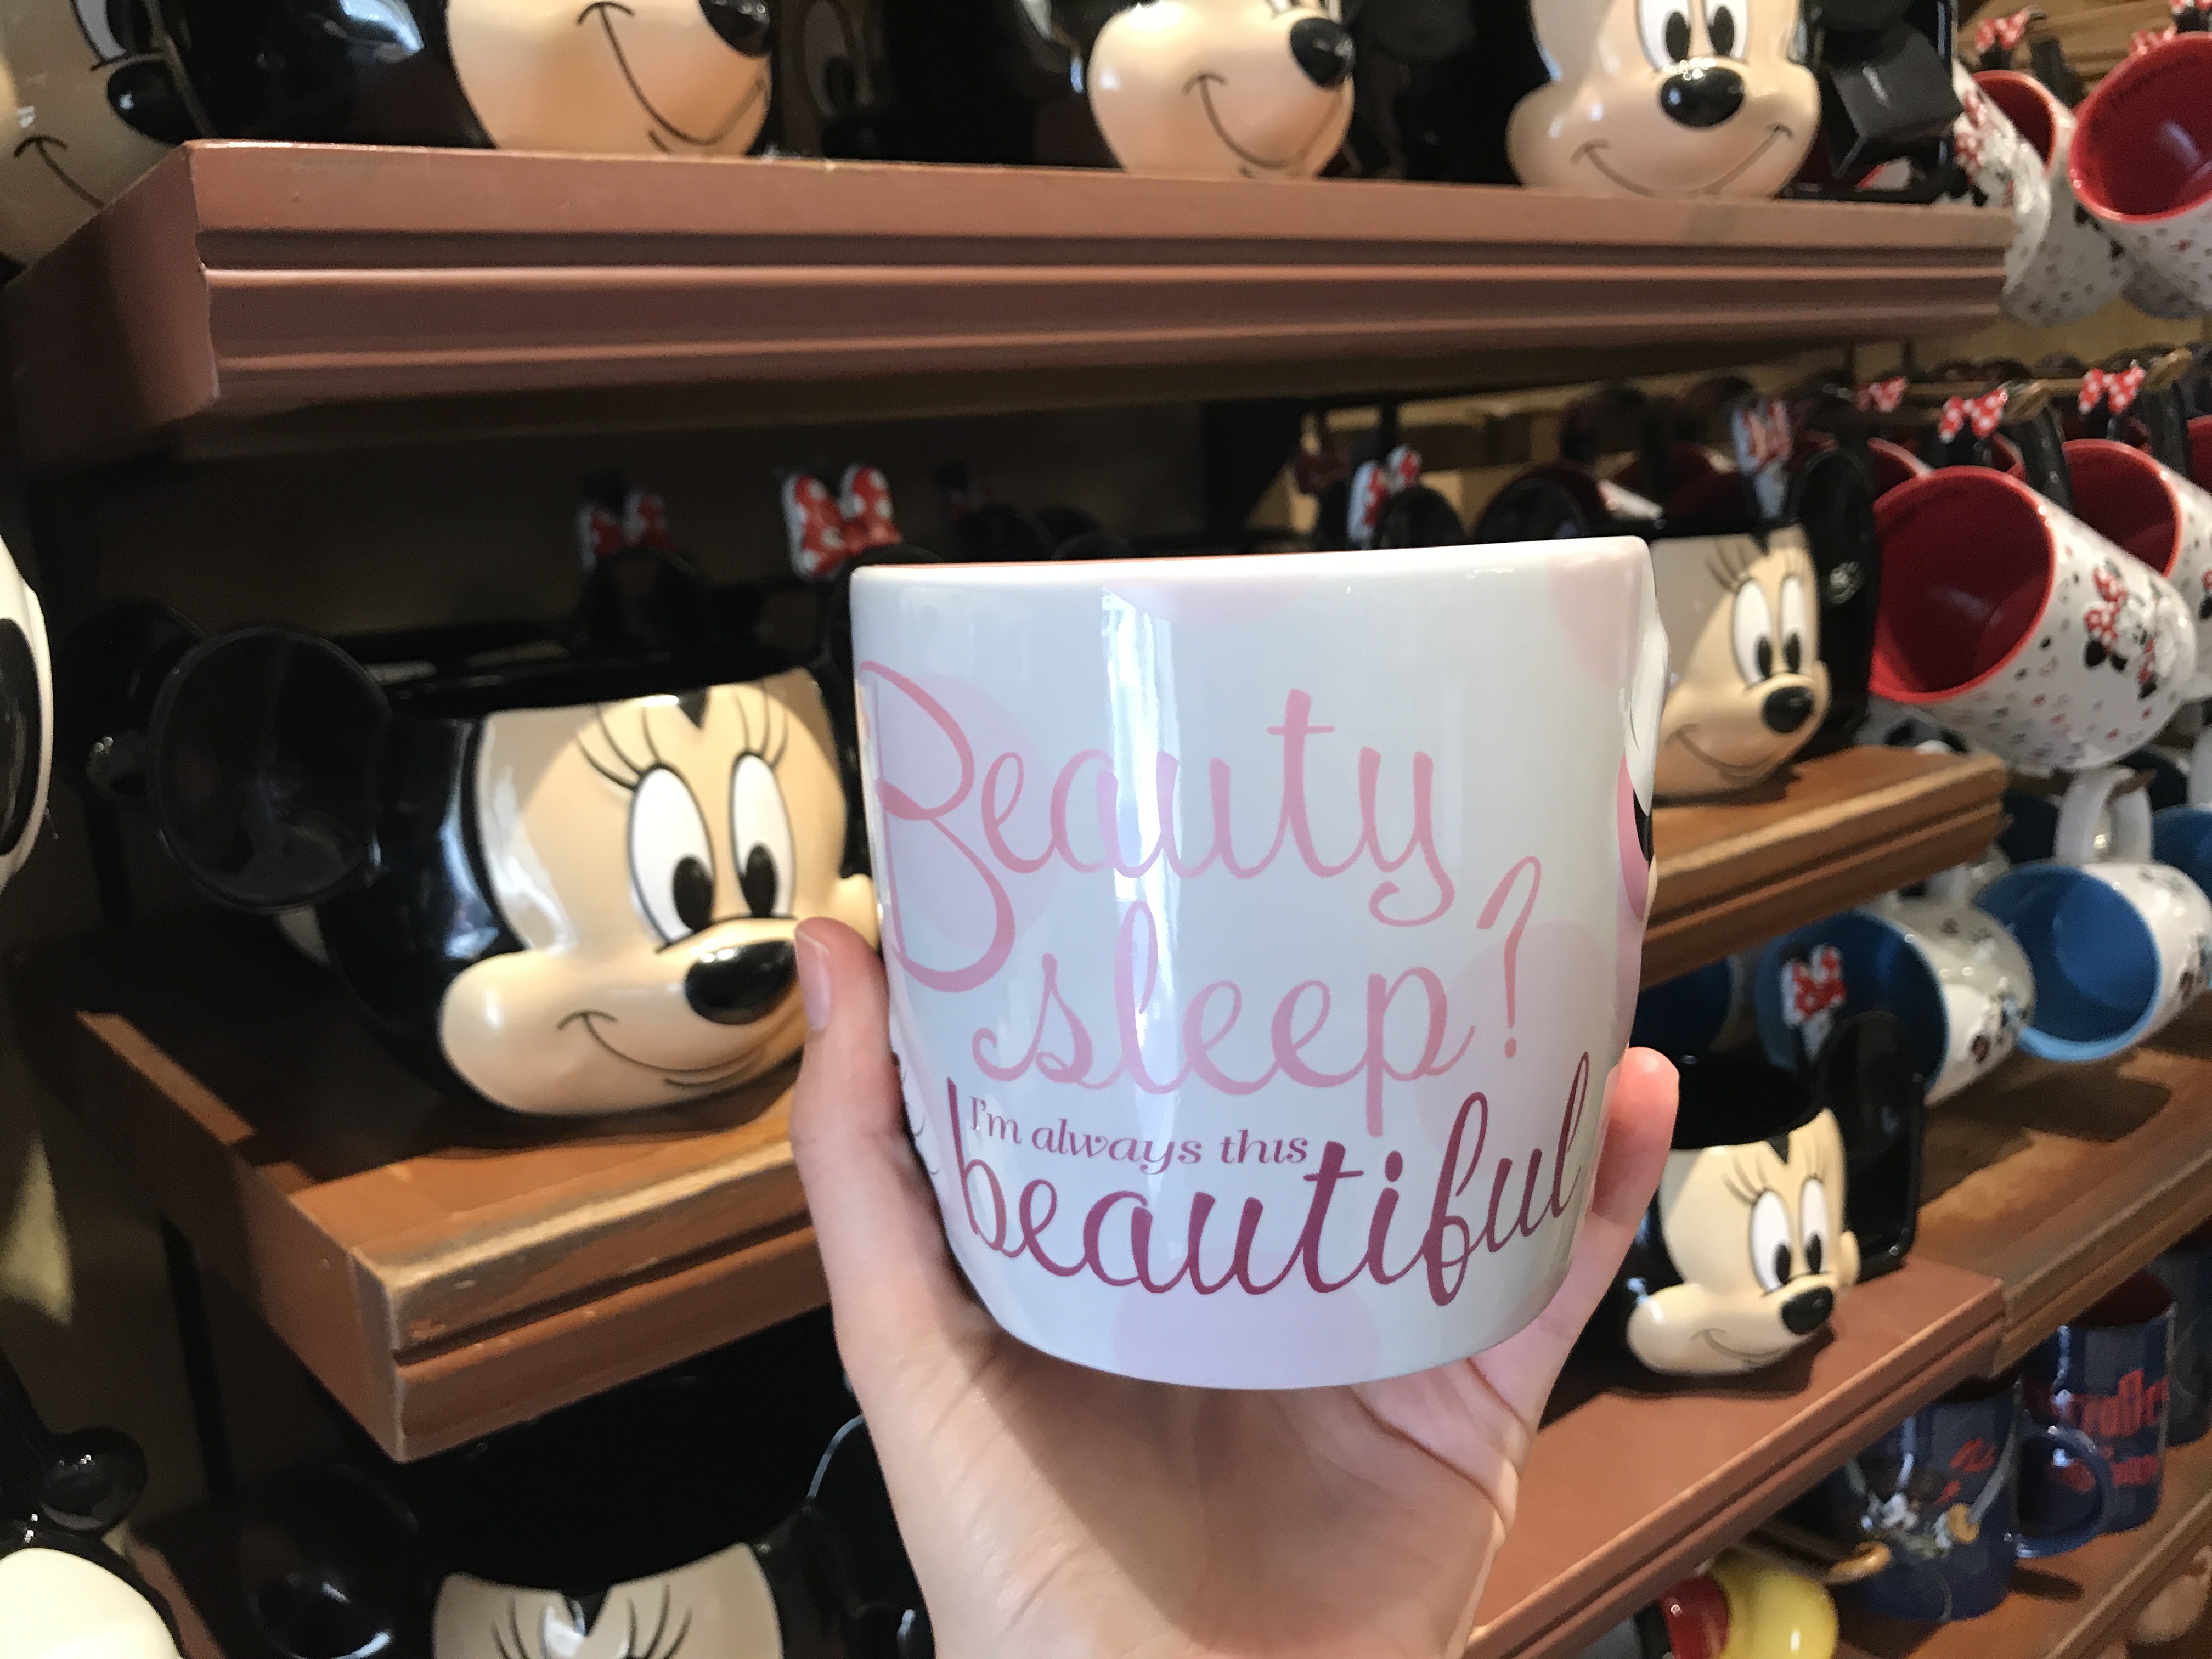 Beauty
sleep?
I'm always this
beautiful